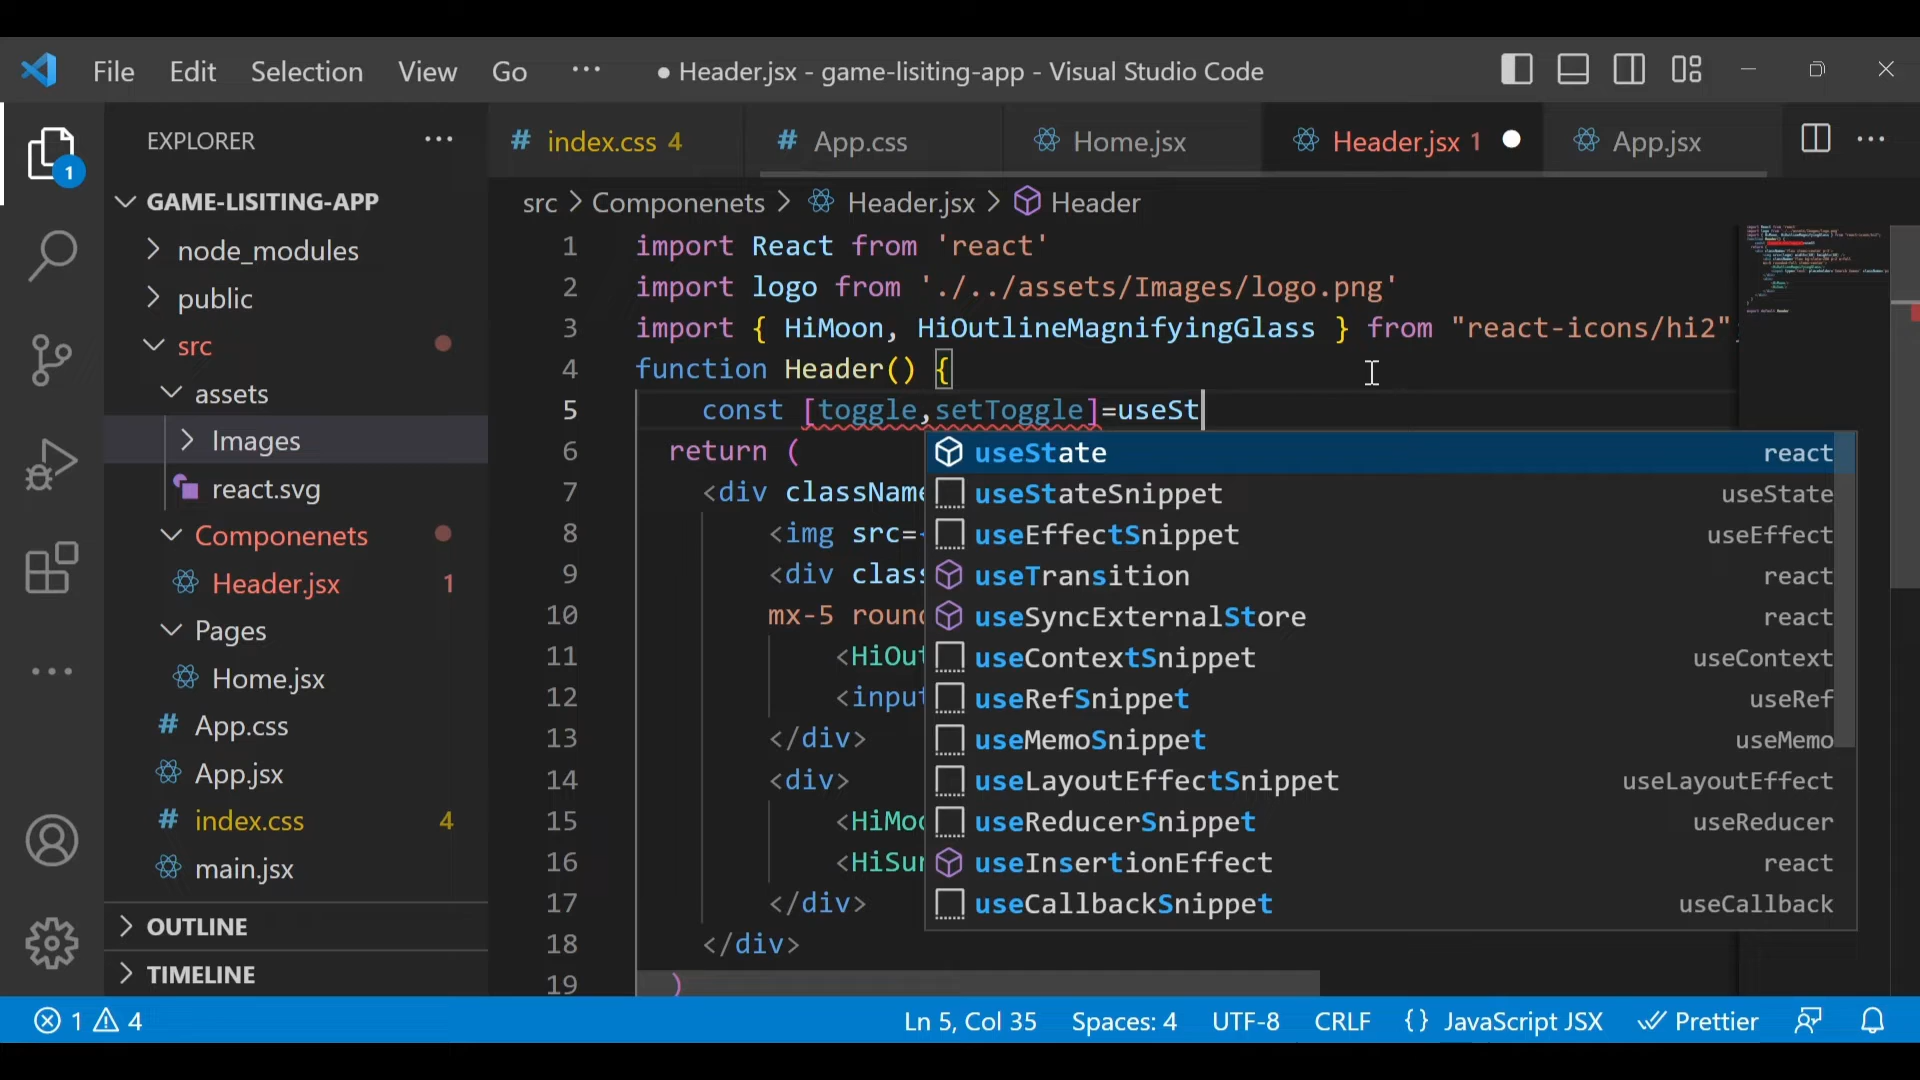 File Edit Selection View Go ··· ● Header.jsx - game-lisiting-app - Visual Studio Code
EXPLORER ···
1
GAME-LISITING-APP
node_modules
public
src
assets
Images
react.svg
Componenets
Header.jsx 1
Pages
Home.jsx
# App.css
App.jsx
# index.css 4
main.jsx
OUTLINE
TIMELINE
# index.css 4 # App.css Home.jsx Header.jsx 1 ● App.jsx ···
src > Componenets > Header.jsx > Header
1 import React from 'react'
2 import logo from './../assets/Images/logo.png'
3 import { HiMoon, HiOutlineMagnifyingGlass } from "react-icons/hi2"
4 function Header() {
5 const [toggle,setToggle]=useSt
6 return (
7 <div className
8 <img src=
9 <div class
10 mx-5 roun
11 <HiOut
12 <input
13 </div>
14 <div>
15 <HiMoo
16 <HiSun
17 </div>
18 </div>
19 )
useState react
useStateSnippet useState
useEffectSnippet useEffect
useTransition react
useSyncExternalStore react
useContextSnippet useContext
useRefSnippet useRef
useMemoSnippet useMemo
useLayoutEffectSnippet useLayoutEffect
useReducerSnippet useReducer
useInsertionEffect react
useCallbackSnippet useCallback
1 4 Ln 5, Col 35 Spaces: 4 UTF-8 CRLF {} JavaScript JSX Prettier